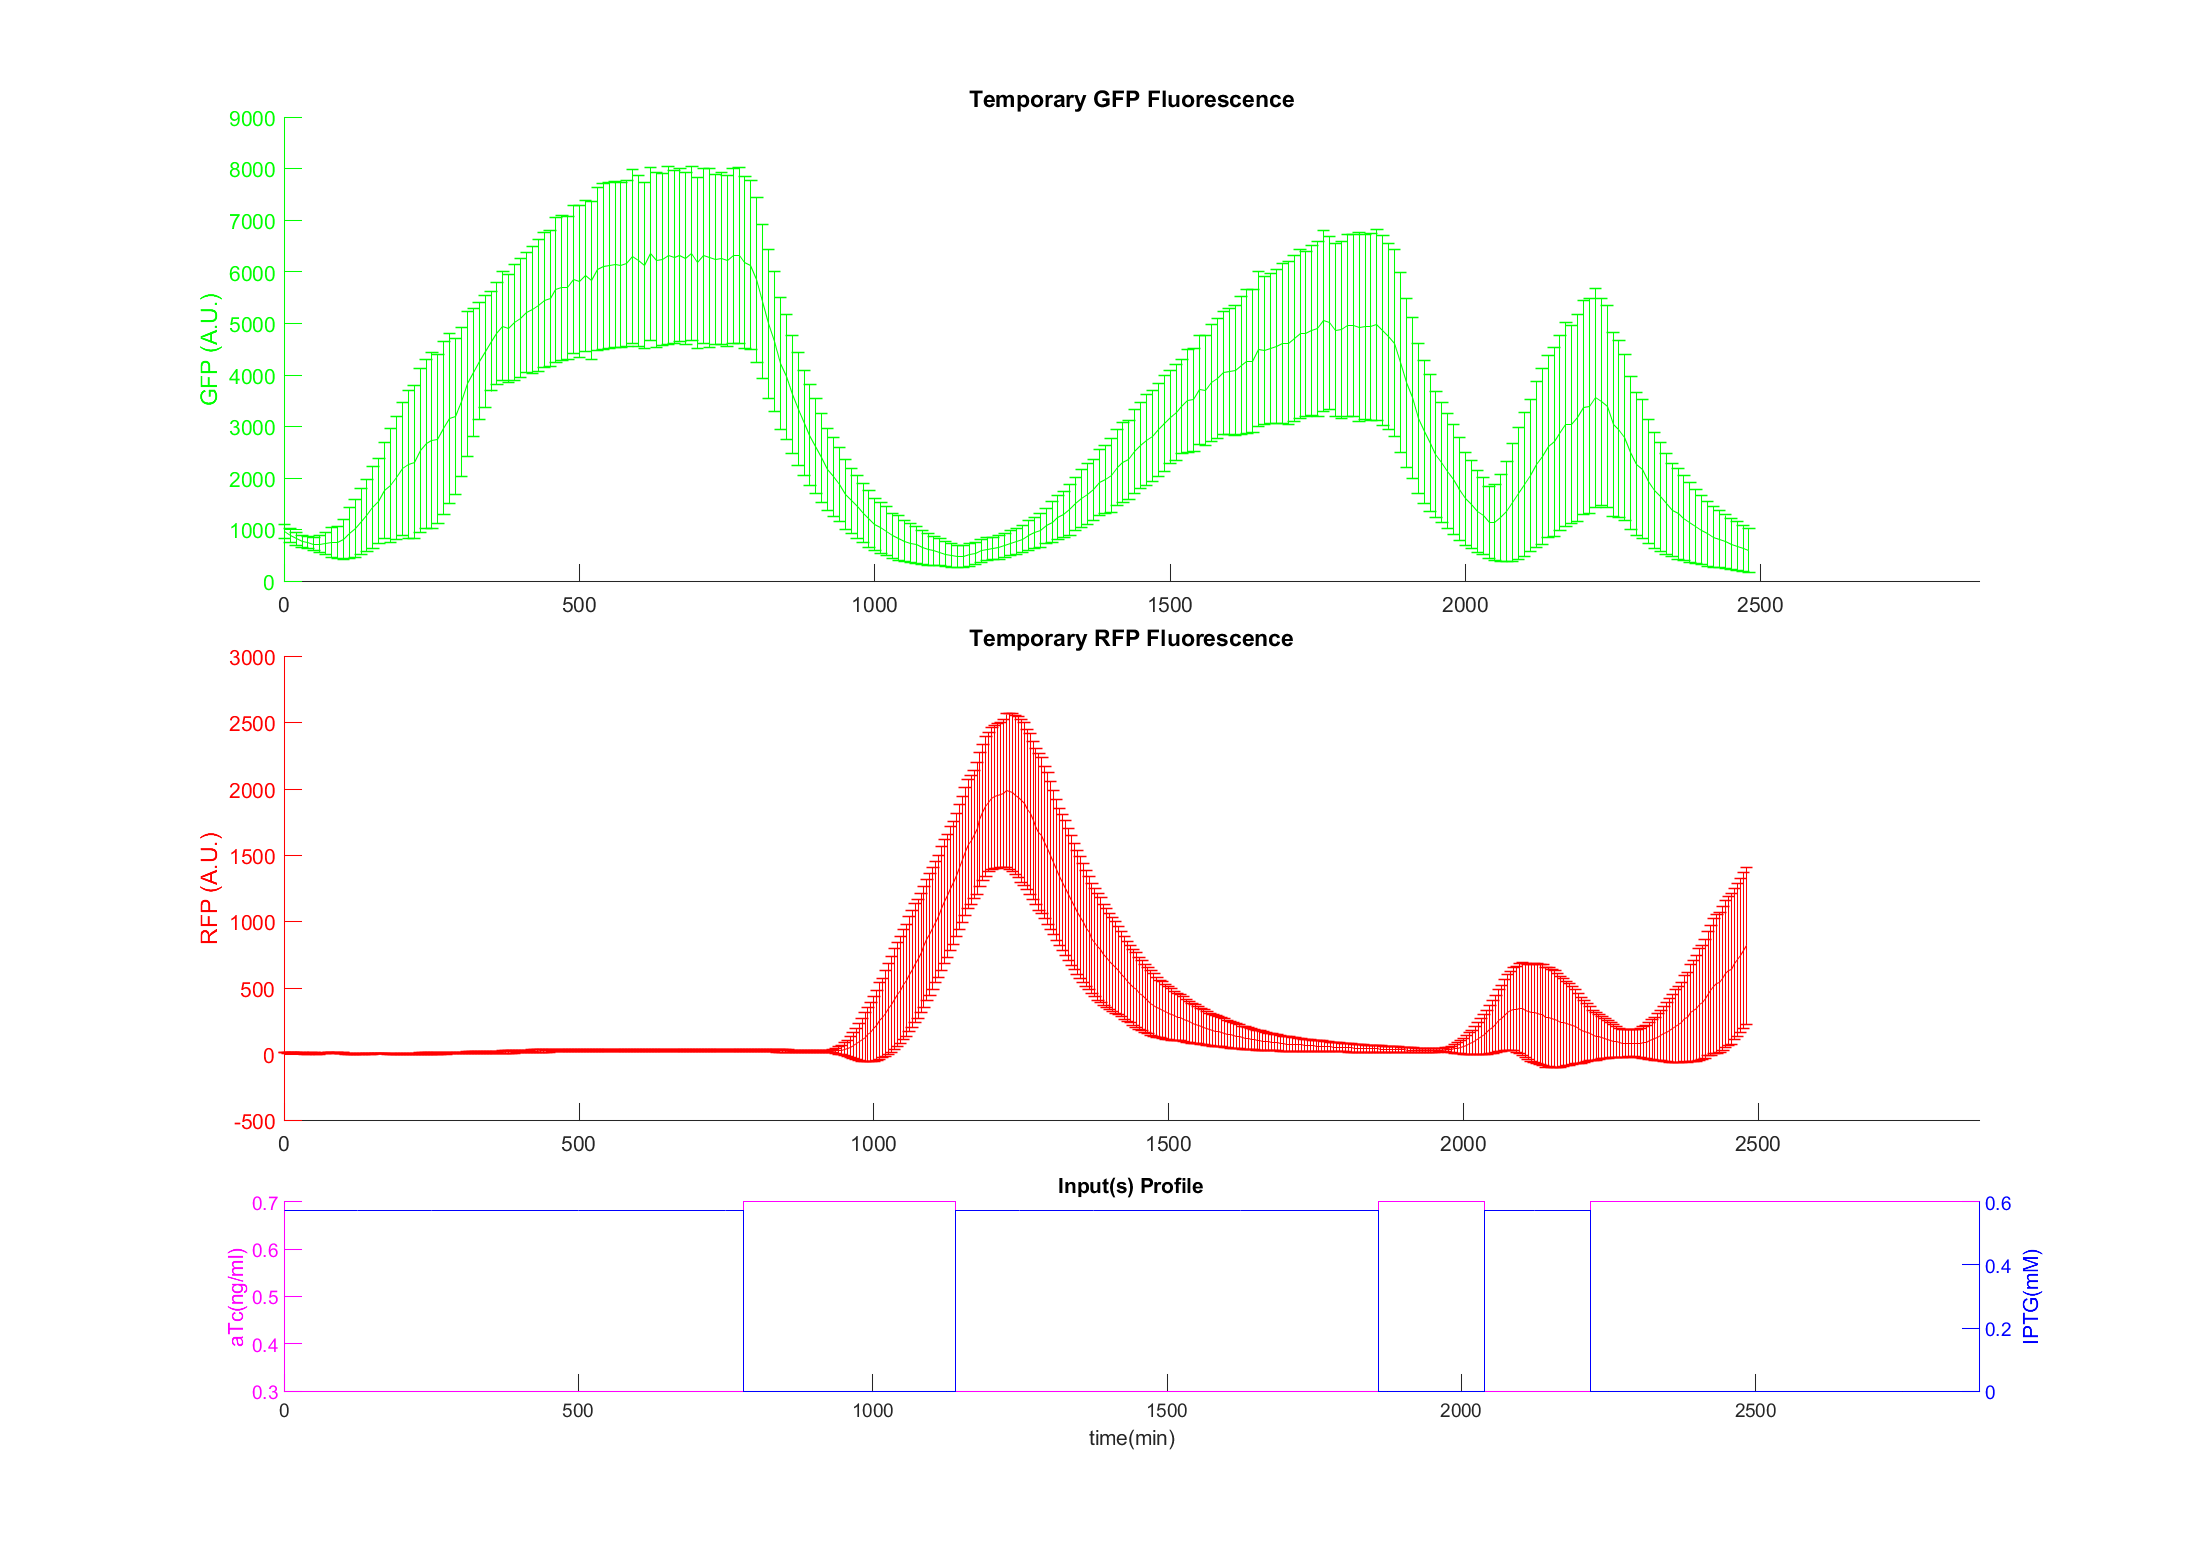 Temporary GFP Fluorescence
9000
8000
7000
6000
5000
4000
3000
2000
1000
0
GFP (A.U.)
0 500 1000 1500 2000 2500
Temporary RFP Fluorescence
3000
2500
2000
1500
1000
500
0
-500
RFP (A.U.)
0 500 1000 1500 2000 2500
Input(s) Profile
0.7
0.6
0.5
0.4
0.3
aTc(ng/ml)
0.6
0.4
0.2
0
IPTG(mM)
0 500 1000 1500 2000 2500
time(min)